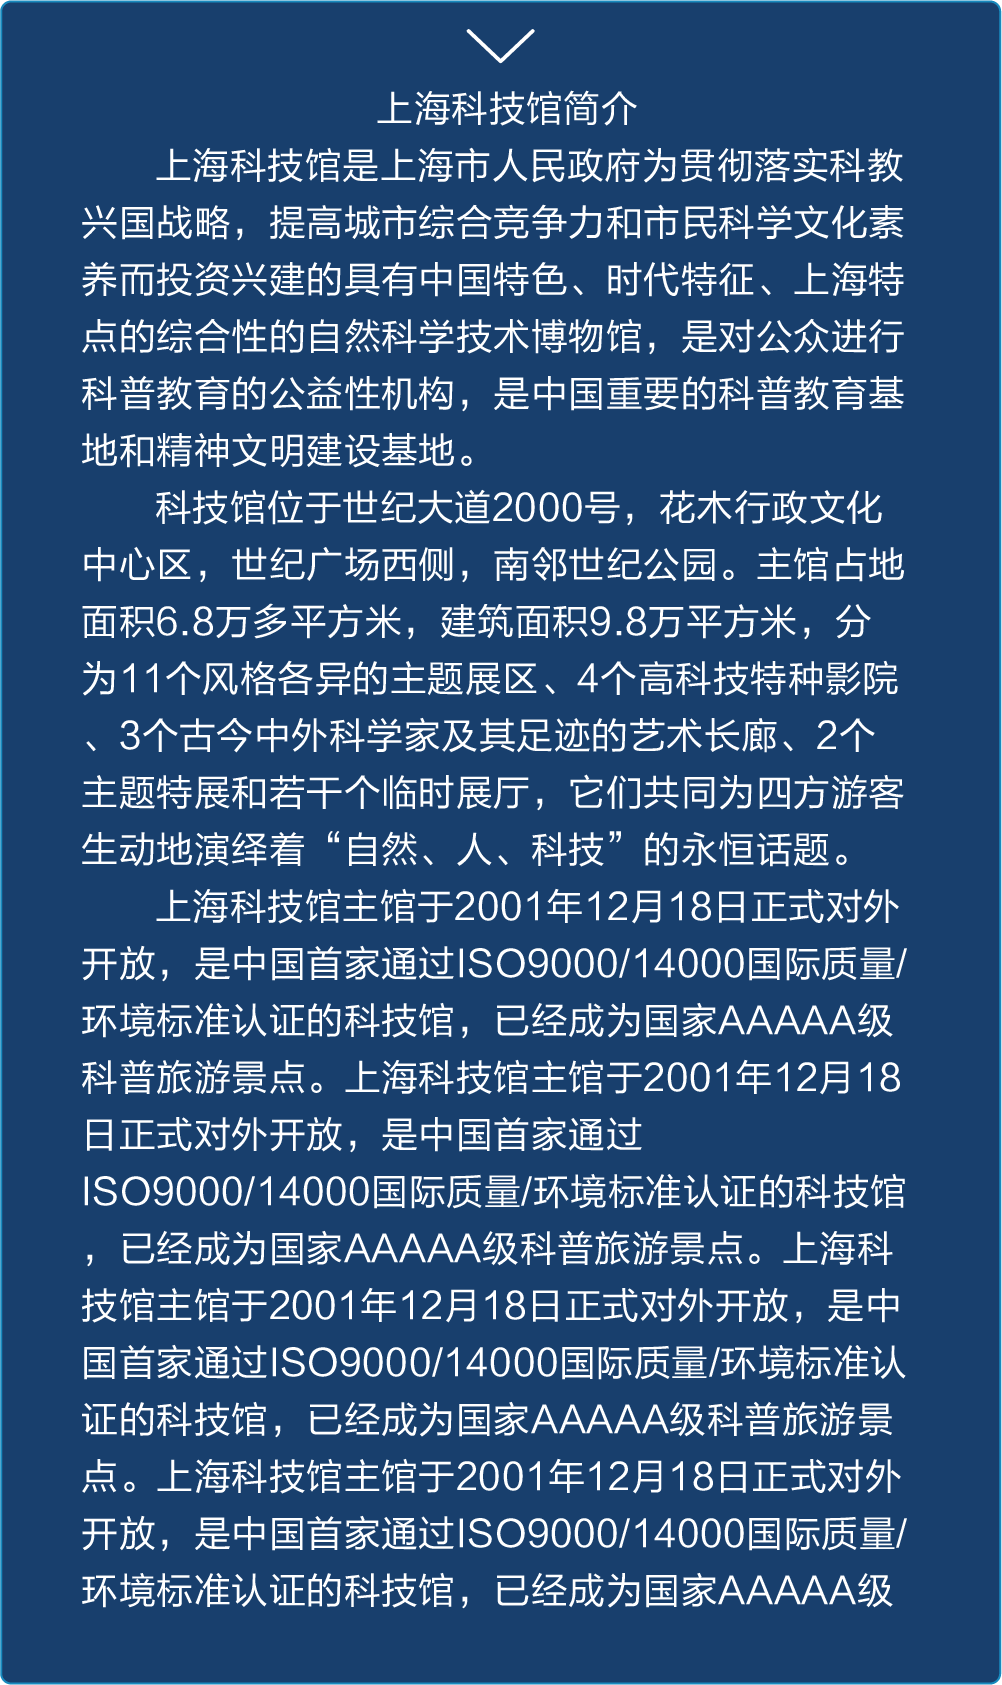 上海科技馆简介
上海科技馆是上海市人民政府为贯彻落实科教
兴国战略，提高城市综合竞争力和市民科学文化素
养而投资兴建的具有中国特色、时代特征、上海特
点的综合性的自然科学技术博物馆，是对公众进行
科普教育的公益性机构，是中国重要的科普教育基
地和精神文明建设基地。
科技馆位于世纪大道2000号，花木行政文化
中心区，世纪广场西侧，南邻世纪公园。主馆占地
面积6.8万多平方米，建筑面积9.8万平方米，分
为11个风格各异的主题展区、4个高科技特种影院
、3个古今中外科学家及其足迹的艺术长廊、2个
主题特展和若干个临时展厅，它们共同为四方游客
生动地演绎着“自然、人、科技”的永恒话题。
上海科技馆主馆于2001年12月18日正式对外
开放，是中国首家通过ISO9000/14000国际质量/
环境标准认证的科技馆，已经成为国家AAAAA级
科普旅游景点。上海科技馆主馆于2001年12月18
日正式对外开放，是中国首家通过
ISO9000/14000国际质量/环境标准认证的科技馆
，已经成为国家AAAAA级科普旅游景点。上海科
技馆主馆于2001年12月18日正式对外开放，是中
国首家通过ISO9000/14000国际质量/环境标准认
证的科技馆，已经成为国家AAAAA级科普旅游景
点。上海科技馆主馆于2001年12月18日正式对外
开放，是中国首家通过ISO9000/14000国际质量/
环境标准认证的科技馆，已经成为国家AAAAA级